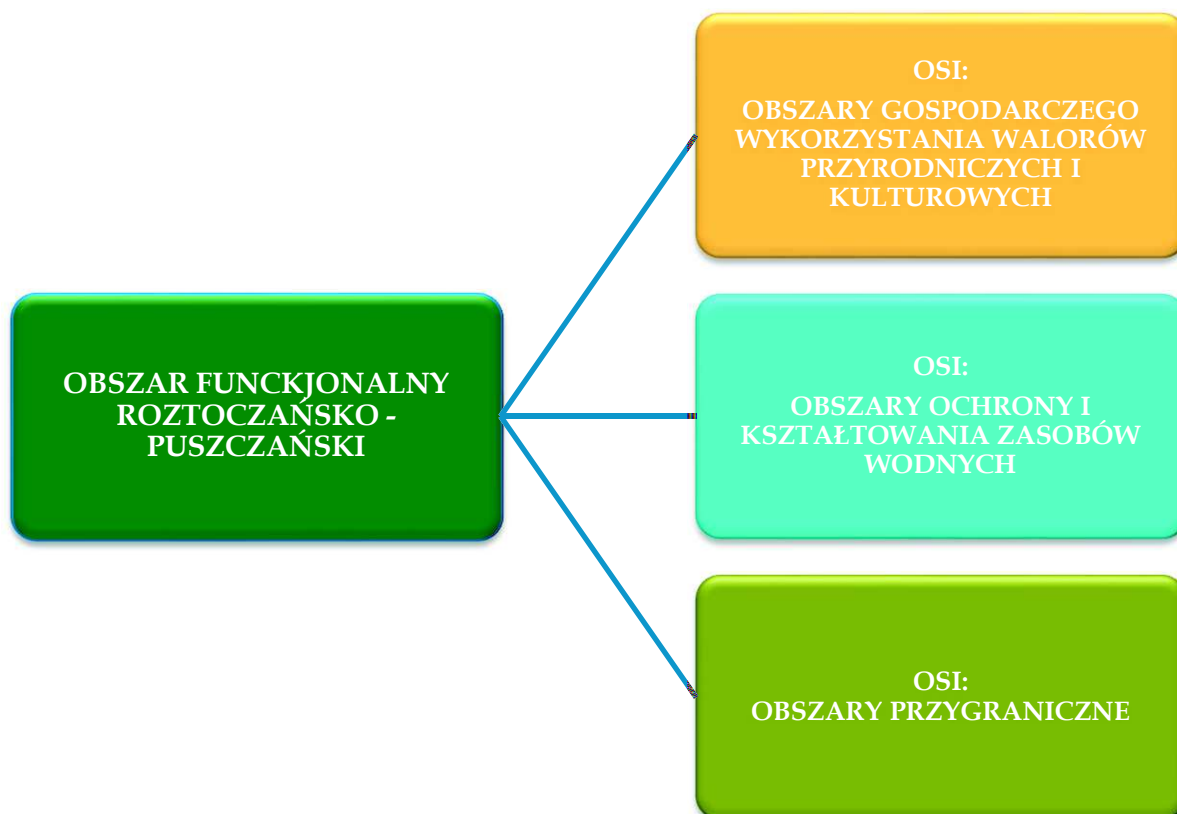 OBSZAR FUNCKJONALNY
ROZTOCZAŃSKO -
PUSZCZAŃSKI
OSI:
OBSZARY GOSPODARCZEGO
WYKORZYSTANIA WALORÓW
PRZYRODNICZYCH I
KULTUROWYCH
OSI:
OBSZARY OCHRONY I
KSZTAŁTOWANIA ZASOBÓW
WODNYCH
OSI:
OBSZARY PRZYGRANICZNE